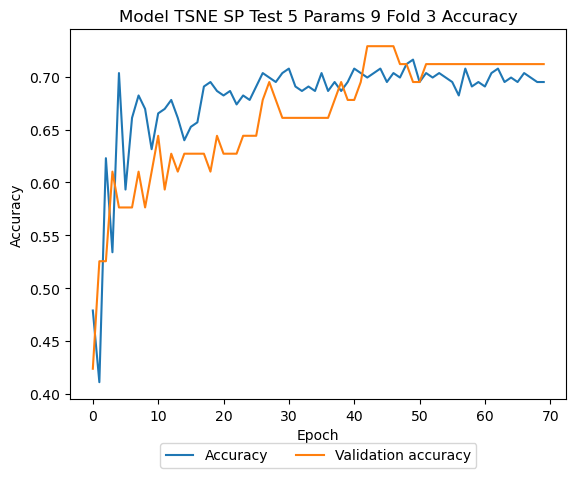 Model TSNE SP Test 5 Params 9 Fold 3 Accuracy
0.70
0.65
0.60
0.55
0.50
0.45
0.40
Accuracy
0 10 20 30 40 50 60 70
Epoch
Accuracy Validation accuracy